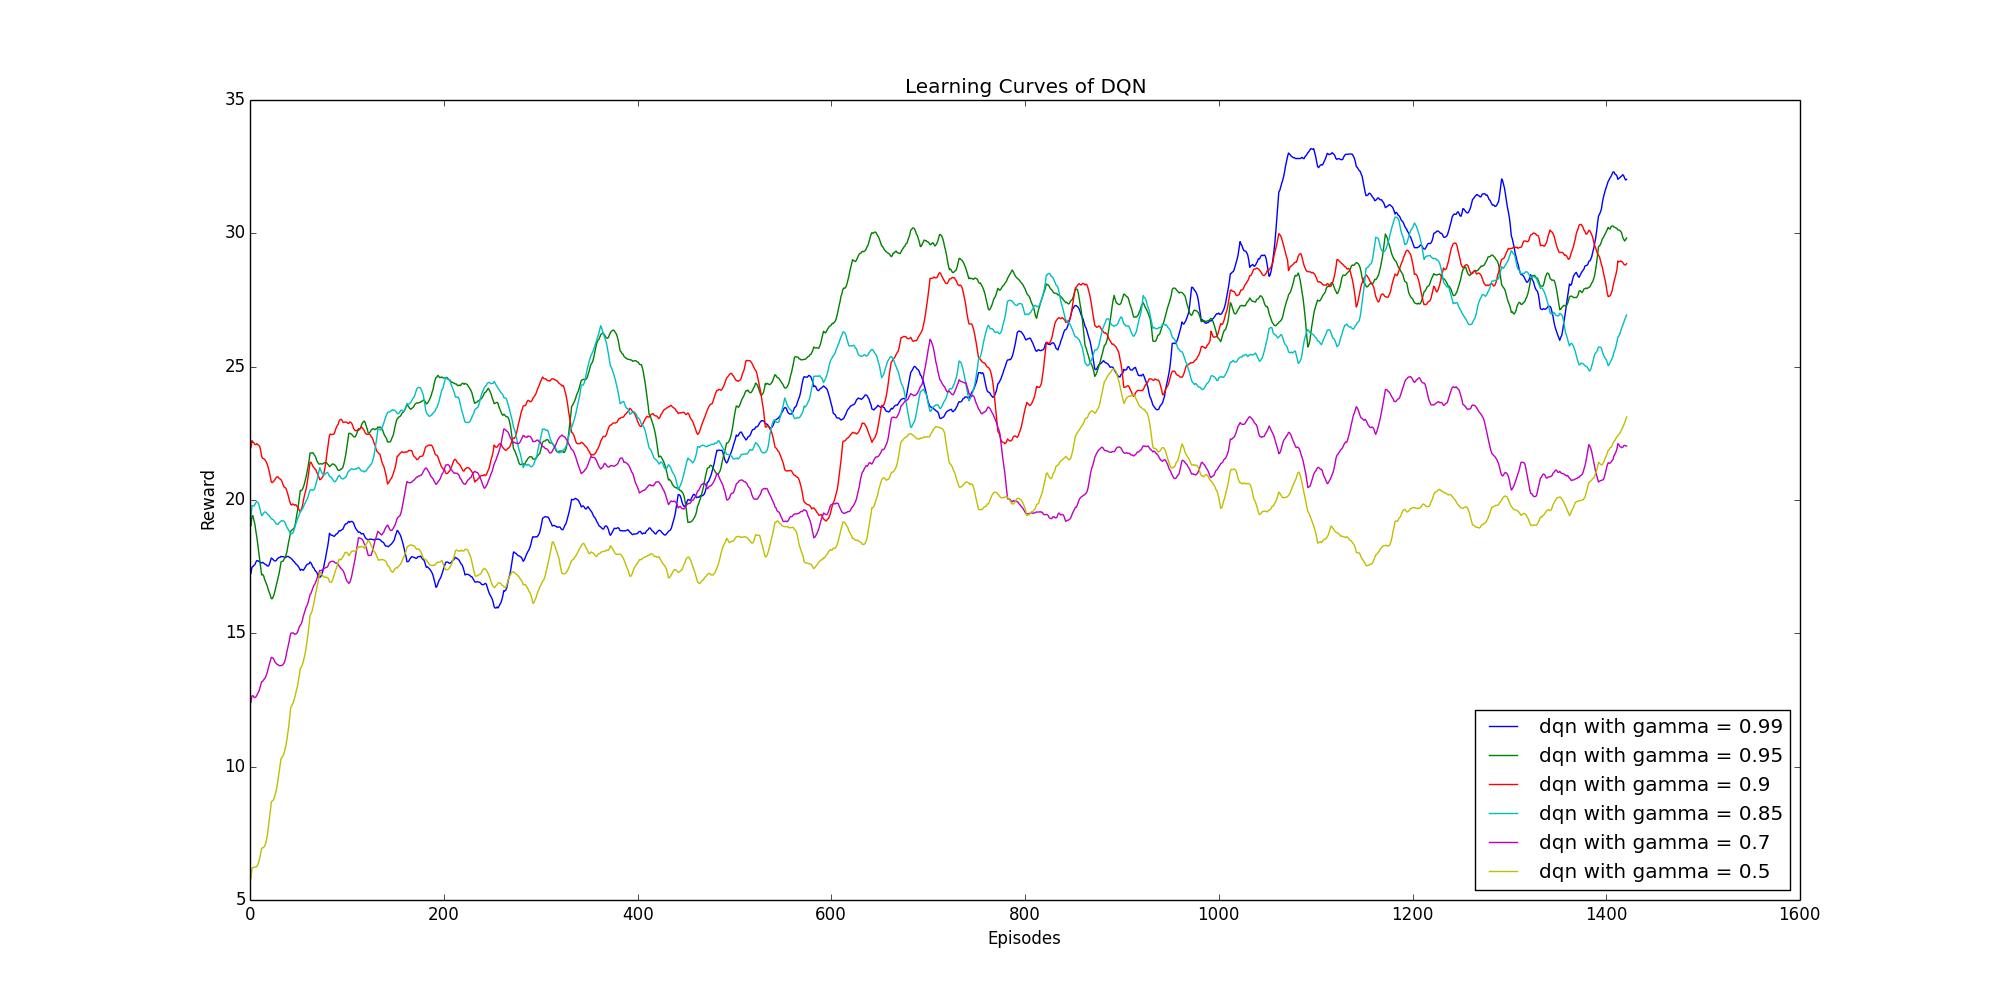 Learning Curves of DQN
35
30
25
20
15
10
5
Reward
0
200
400
600
800
1000
1200
1400
1600
Episodes
dqn with gamma = 0.99
dqn with gamma = 0.95
dqn with gamma = 0.9
dqn with gamma = 0.85
dqn with gamma = 0.7
dqn with gamma = 0.5